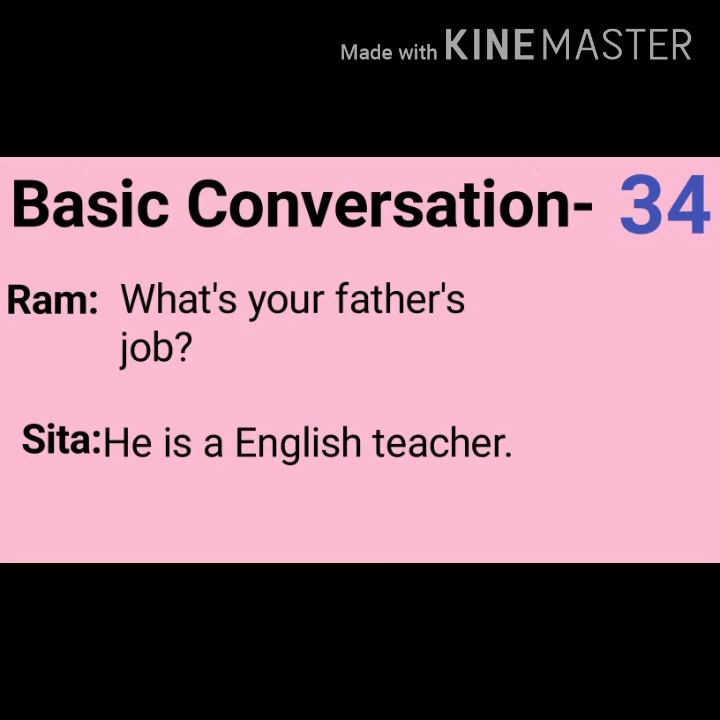 Made with KINEMASTER
Basic Conversation- 34
Ram: What's your father's
job?
Sita:He is a English teacher.